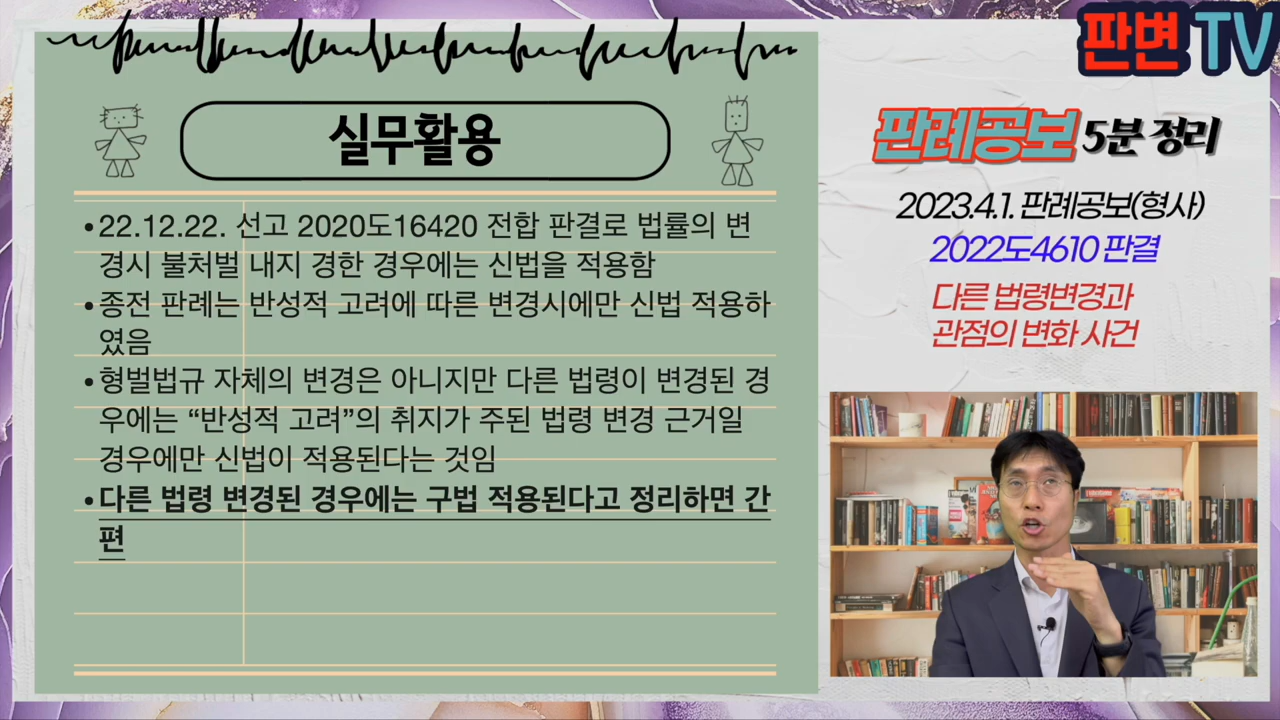 판변 TV
실무활용
•22.12.22. 선고 2020도16420 전합 판결로 법률의 변
경시 불처벌 내지 경한 경우에는 신법을 적용함
•종전 판례는 반성적 고려에 따른 변경시에만 신법 적용하
였음
•형벌법규 자체의 변경은 아니지만 다른 법령이 변경된 경
우에는 “반성적 고려”의 취지가 주된 법령 변경 근거일
경우에만 신법이 적용된다는 것임
•다른 법령 변경된 경우에는 구법 적용된다고 정리하면 간
편
판례공보 5분 정리
2023.4.1. 판례공보(형사)
2022도4610 판결
다른 법령변경과
관점의 변화 사건